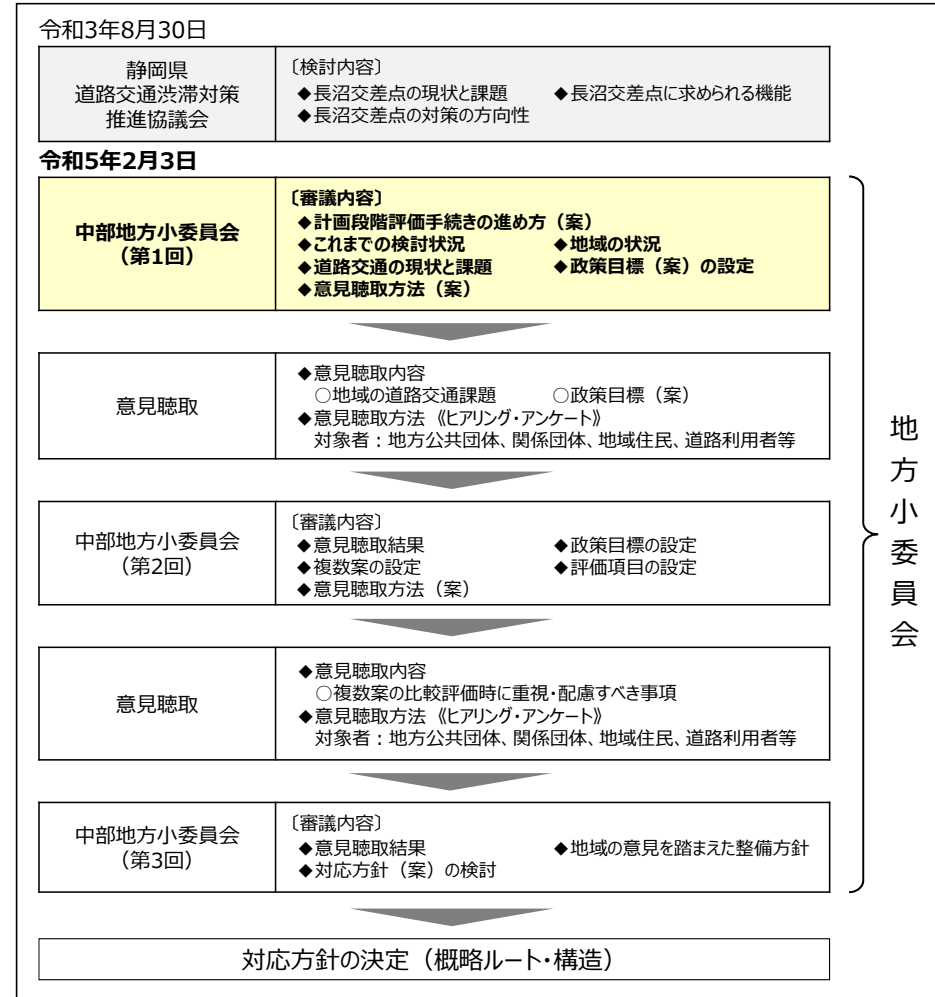 令和3年8月30日
静岡県
道路交通渋滞対策
推進協議会
〔検討内容〕
◆長沼交差点の現状と課題 ◆長沼交差点に求められる機能
◆長沼交差点の対策の方向性
令和5年2月3日
中部地方小委員会
（第1回）
〔審議内容〕
◆計画段階評価手続きの進め方（案）
◆これまでの検討状況 ◆地域の状況
◆道路交通の現状と課題 ◆政策目標（案）の設定
◆意見聴取方法（案）
意見聴取
◆意見聴取内容
○地域の道路交通課題 ○政策目標（案）
◆意見聴取方法《ヒアリング・アンケート》
対象者：地方公共団体、関係団体、地域住民、道路利用者等
中部地方小委員会
（第2回）
〔審議内容〕
◆意見聴取結果 ◆政策目標の設定
◆複数案の設定 ◆評価項目の設定
◆意見聴取方法（案）
意見聴取
◆意見聴取内容
○複数案の比較評価時に重視・配慮すべき事項
◆意見聴取方法《ヒアリング・アンケート》
対象者：地方公共団体、関係団体、地域住民、道路利用者等
中部地方小委員会
（第3回）
〔審議内容〕
◆意見聴取結果 ◆地域の意見を踏まえた整備方針
◆対応方針（案）の検討
対応方針の決定（概略ルート・構造）
地方小委員会